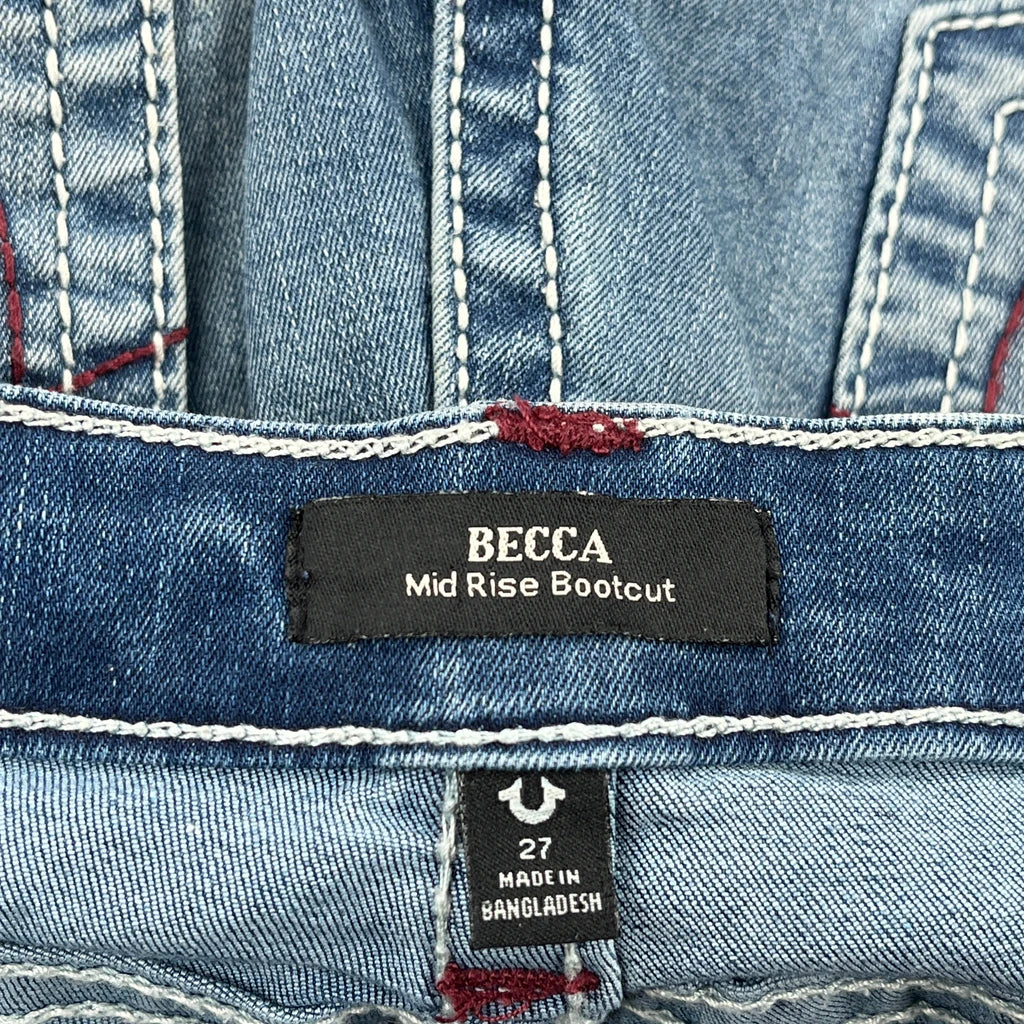 BECCA
Mid Rise Bootcut
27
MADE IN
BANGLADESH